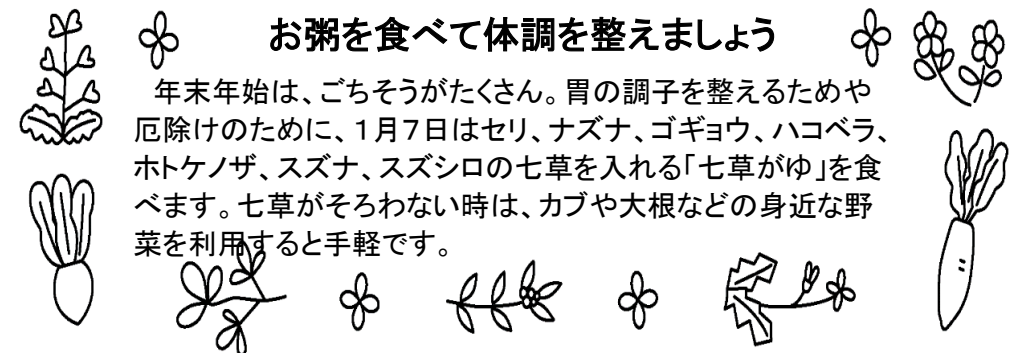 お粥を食べて体調を整えましょう
年末年始は、ごちそうがたくさん。胃の調子を整えるためや
厄除けのために、１月７日はセリ、ナズナ、ゴギョウ、ハコベラ、
ホトケノザ、スズナ、スズシロの七草を入れる「七草がゆ」を食
べます。七草がそろわない時は、カブや大根などの身近な野
菜を利用すると手軽です。